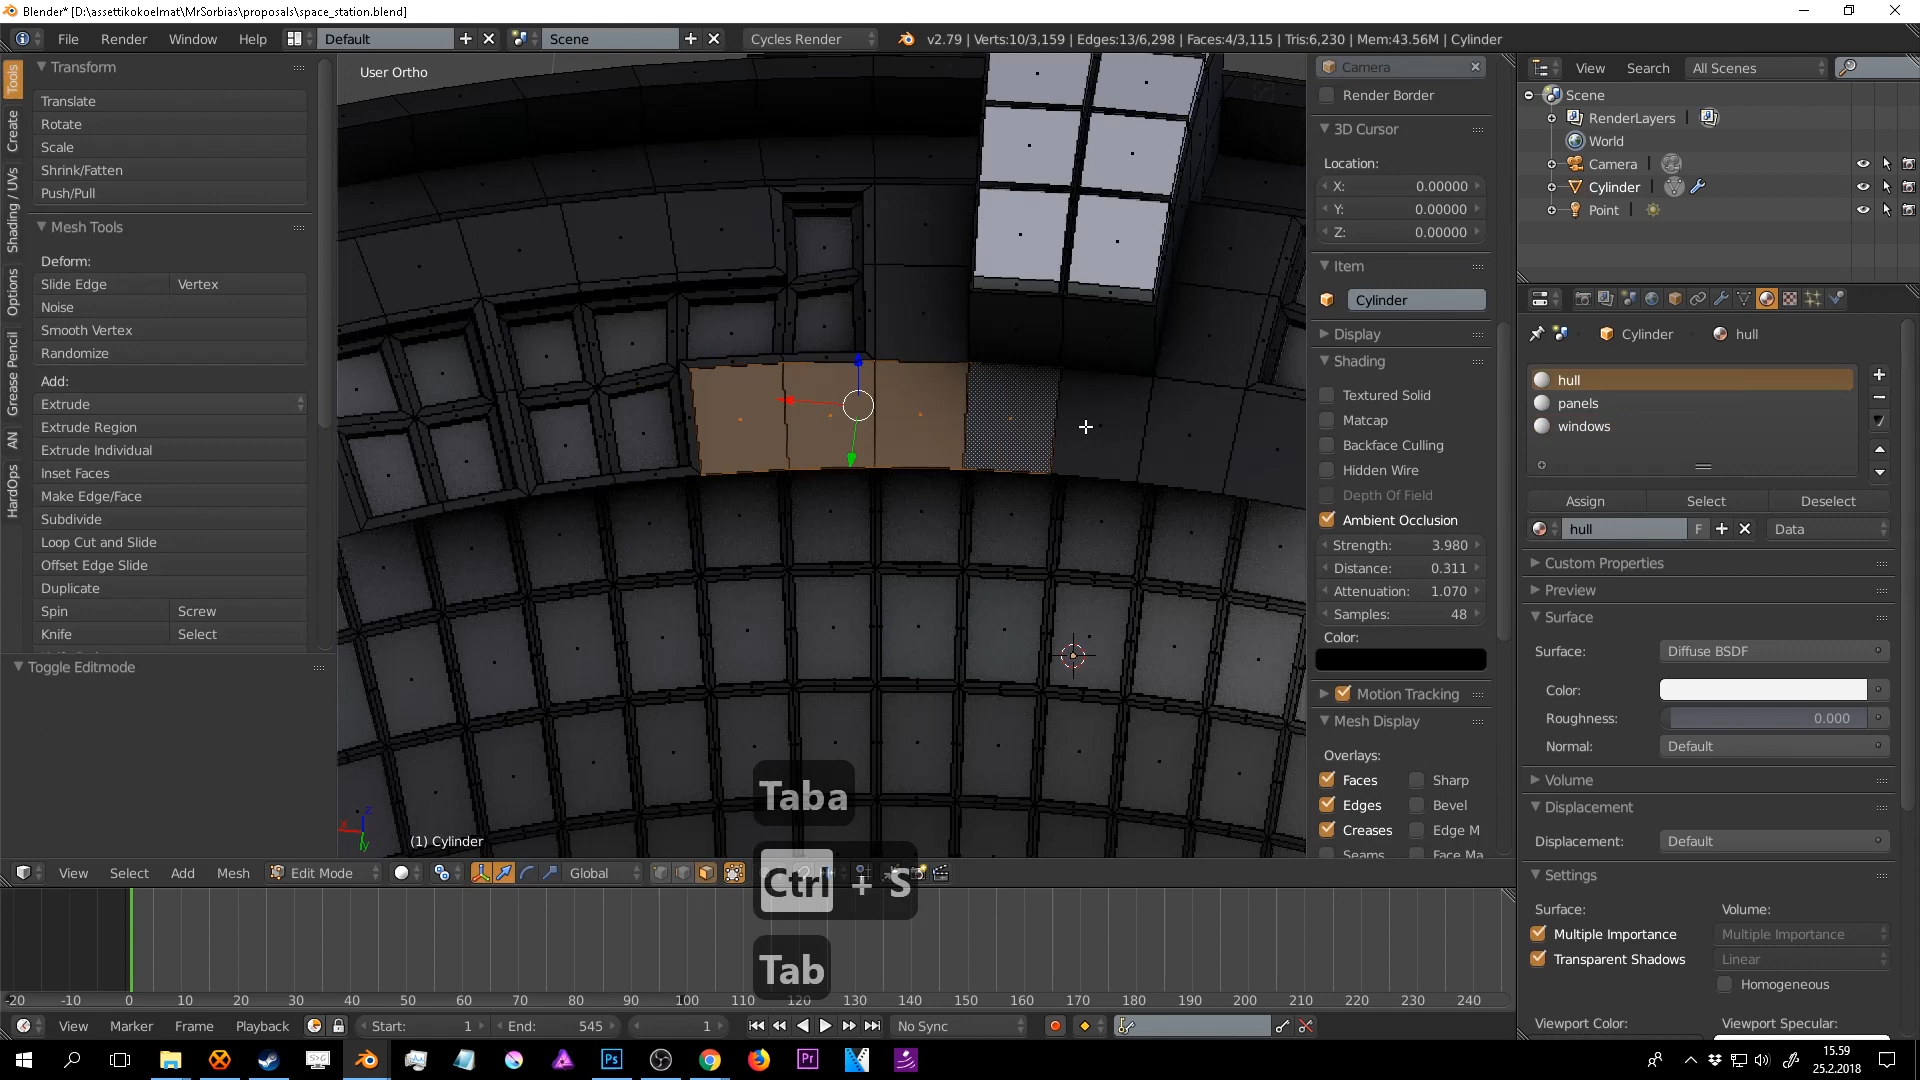 Blender* [D:\assettikokoelmat\MrSorbias\proposals\space_station.blend]
File Render Window Help Default Scene Cycles Render v2.79 | Verts:10/3,159 | Edges:13/6,298 | Faces:4/3,115 | Tris:6,230 | Mem:43.56M | Cylinder
Tools
Create
Shading / UVs
Options
Grease Pencil
AN
HardOps
Transform
Translate
Rotate
Scale
Shrink/Fatten
Push/Pull
Mesh Tools
Deform:
Slide Edge Vertex
Noise
Smooth Vertex
Randomize
Add:
Extrude
Extrude Region
Extrude Individual
Inset Faces
Make Edge/Face
Subdivide
Loop Cut and Slide
Offset Edge Slide
Duplicate
Spin Screw
Knife Select
Toggle Editmode
User Ortho
(1) Cylinder
Taba
Ctrl + S
Tab
Camera
Render Border
3D Cursor
Location:
X: 0.00000
Y: 0.00000
Z: 0.00000
Item
Cylinder
Display
Shading
Textured Solid
Matcap
Backface Culling
Hidden Wire
Depth Of Field
Ambient Occlusion
Strength: 3.980
Distance: 0.311
Attenuation: 1.070
Samples: 48
Color:
Motion Tracking
Mesh Display
Overlays:
Faces Sharp
Edges Bevel
Creases Edge M
Seams Face Ma
View Search All Scenes
Scene
RenderLayers
World
Camera
Cylinder
Point
Cylinder hull
hull
panels
windows
Assign Select Deselect
hull F Data
Custom Properties
Preview
Surface
Surface: Diffuse BSDF
Color:
Roughness: 0.000
Normal: Default
Volume
Displacement
Displacement: Default
Settings
Surface: Volume:
Multiple Importance Multiple Importance
Transparent Shadows Linear
Homogeneous
Viewport Color: Viewport Specular:
View Select Add Mesh Edit Mode Global
-20 -10 0 10 20 30 40 50 60 70 80 90 100 110 120 130 140 150 160 170 180 190 200 210 220 230 240
View Marker Frame Playback Start: 1 End: 545 1 No Sync
Ps
Pr
15.59
25.2.2018